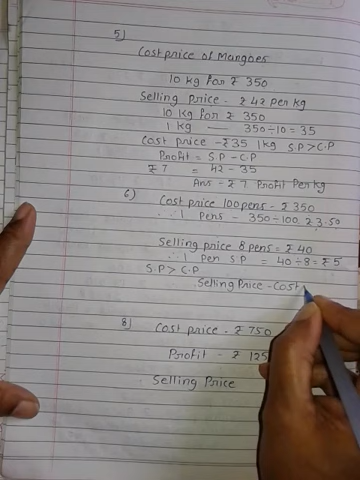 5)
Cost price of Mangoes
10 kg for ₹ 350
Selling price - ₹ 42 Per kg
10 kg for ₹ 350
1 kg — 350÷10 = 35
Cost price - ₹35 1kg S.P > C.P
Profit = S.P - C.P
₹ 7 = 42 - 35
Ans - ₹ 7 Profit Per kg
6) Cost price 100 pens - ₹ 350
∴ 1 Pens - 350÷100 ₹ 3.50
Selling price 8 pens = ₹ 40
∴ 1 Pen S.P = 40 ÷ 8 = ₹ 5
S.P > C.P
Selling Price - Cost
8) Cost price - ₹ 750
Profit - ₹ 125
Selling Price